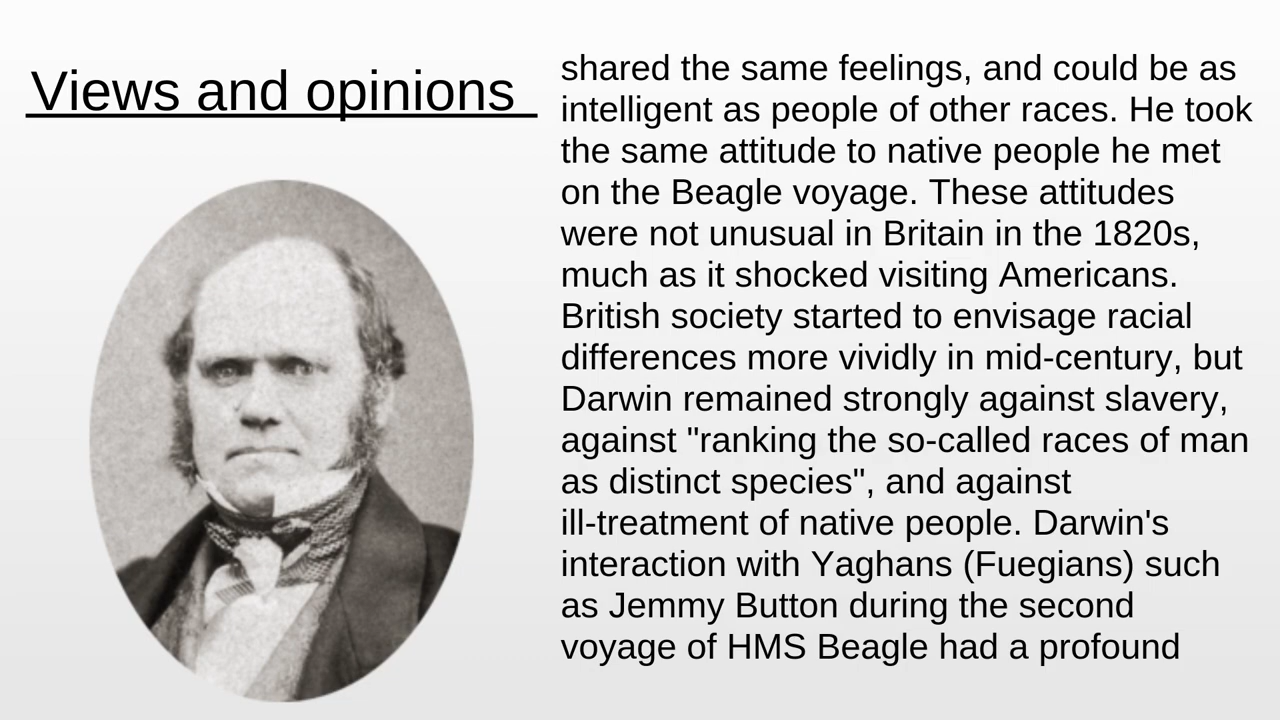 Views and opinions
shared the same feelings, and could be as
intelligent as people of other races. He took
the same attitude to native people he met
on the Beagle voyage. These attitudes
were not unusual in Britain in the 1820s,
much as it shocked visiting Americans.
British society started to envisage racial
differences more vividly in mid-century, but
Darwin remained strongly against slavery,
against "ranking the so-called races of man
as distinct species", and against
ill-treatment of native people. Darwin's
interaction with Yaghans (Fuegians) such
as Jemmy Button during the second
voyage of HMS Beagle had a profound